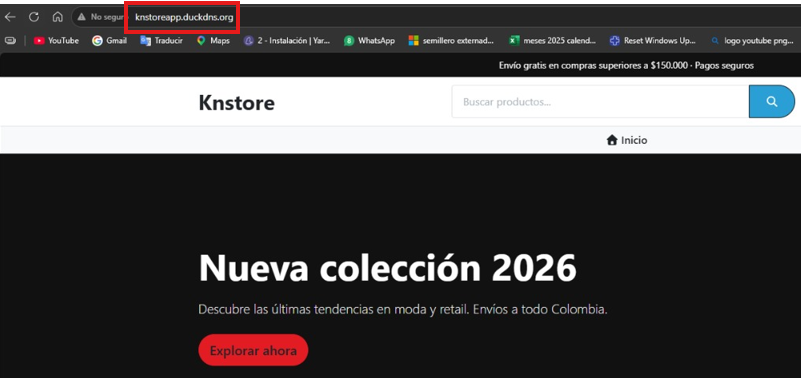 No seguro knstoreapp.duckdns.org
YouTube Gmail Traducir Maps 2 - Instalación | Yar... WhatsApp semillero externad... meses 2025 calend... Reset Windows Up... logo youtube png...
Envío gratis en compras superiores a $150.000 · Pagos seguros
Knstore
Buscar productos...
Inicio
Nueva colección 2026
Descubre las últimas tendencias en moda y retail. Envíos a todo Colombia.
Explorar ahora